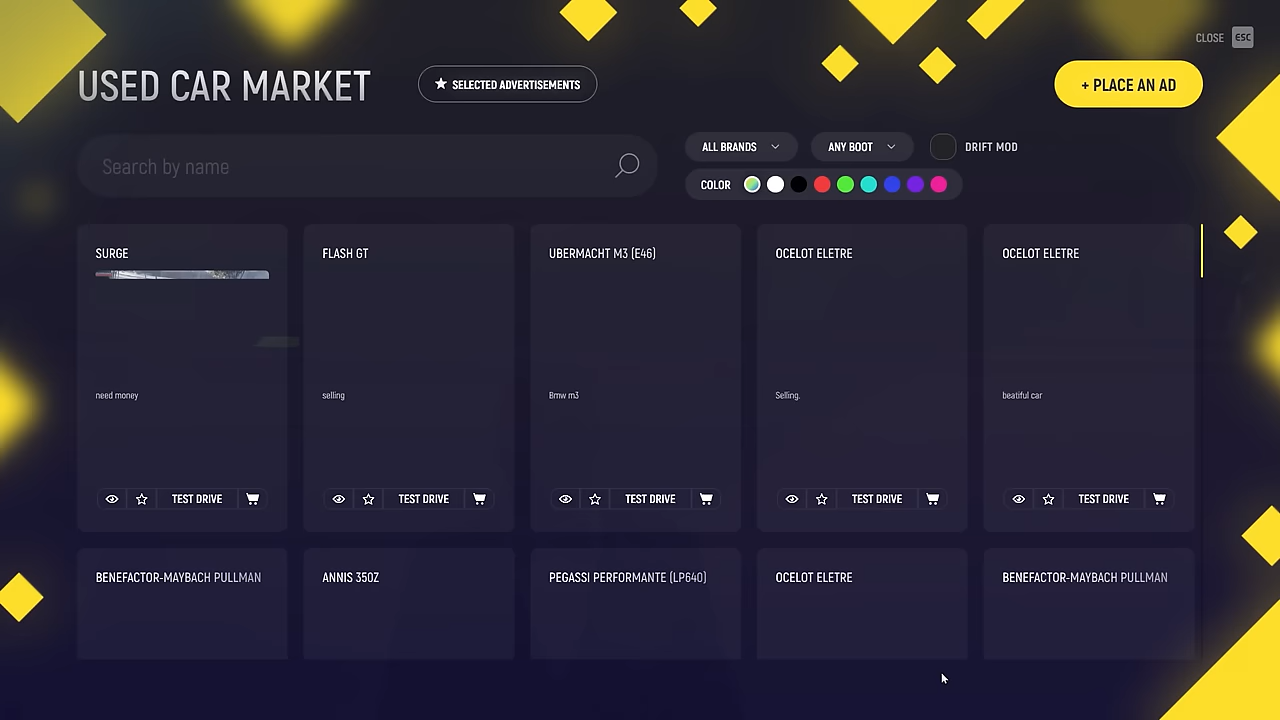 CLOSE ESC
USED CAR MARKET
SELECTED ADVERTISEMENTS
+ PLACE AN AD
Search by name
ALL BRANDS
ANY BOOT
DRIFT MOD
COLOR
SURGE
need money
TEST DRIVE
FLASH GT
selling
TEST DRIVE
UBERMACHT M3 (E46)
Bmw m3
TEST DRIVE
OCELOT ELETRE
Selling.
TEST DRIVE
OCELOT ELETRE
beatiful car
TEST DRIVE
BENEFACTOR-MAYBACH PULLMAN
ANNIS 350Z
PEGASSI PERFORMANTE (LP640)
OCELOT ELETRE
BENEFACTOR-MAYBACH PULLMAN